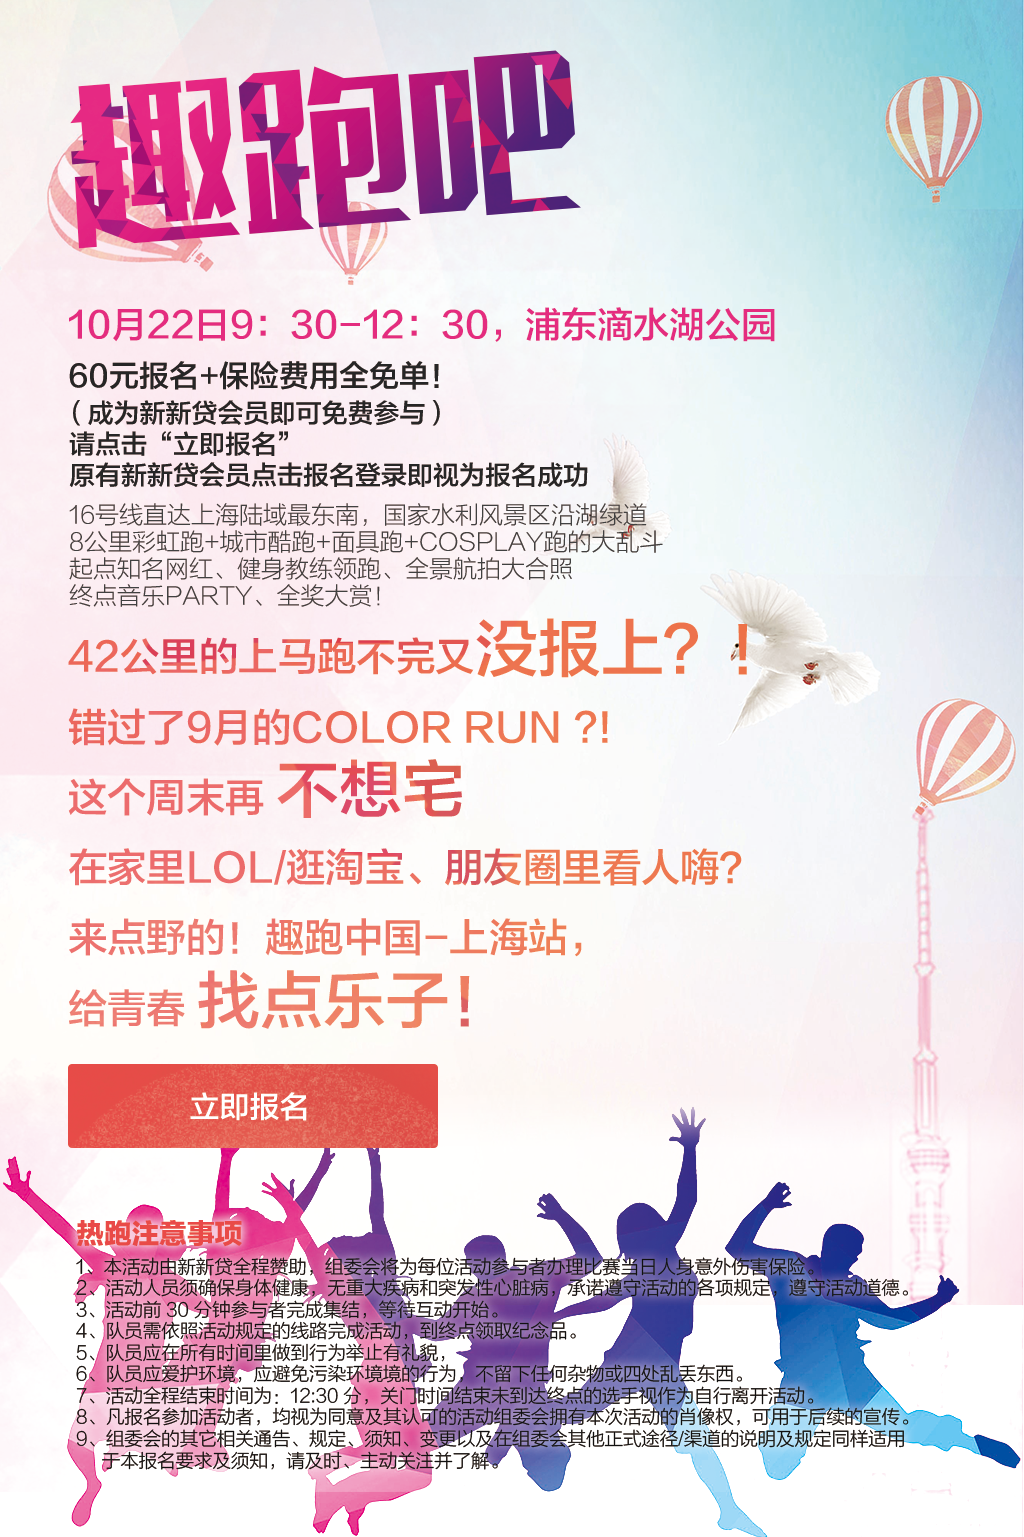 趣跑吧
10月22日9：30-12：30，浦东滴水湖公园
60元报名+保险费用全免单！
（成为新新贷会员即可免费参与）
请点击“立即报名”
原有新新贷会员点击报名登录即视为报名成功
16号线直达上海陆域最东南，国家水利风景区沿湖绿道
8公里彩虹跑+城市酷跑+面具跑+COSPLAY跑的大乱斗
起点知名网红、健身教练领跑、全景航拍大合照
终点音乐PARTY、全奖大赏！
42公里的上马跑不完又没报上？！
错过了9月的COLOR RUN ?!
这个周末再 不想宅
在家里LOL/逛淘宝、朋友圈里看人嗨?
来点野的！趣跑中国-上海站，
给青春 找点乐子！
立即报名
热跑注意事项
1、本活动由新新贷全程赞助，组委会将为每位活动参与者办理比赛当日人身意外伤害保险。
2、活动人员须确保身体健康，无重大疾病和突发性心脏病，承诺遵守活动的各项规定，遵守活动道德。
3、活动前 30 分钟参与者完成集结，等待互动开始。
4、队员需依照活动规定的线路完成活动，到终点领取纪念品。
5、队员应在所有时间里做到行为举止有礼貌，
6、队员应爱护环境，应避免污染环境境的行为，不留下任何杂物或四处乱丢东西。
7、活动全程结束时间为：12:30 分，关门时间结束未到达终点的选手视作为自行离开活动。
8、凡报名参加活动者，均视为同意及其认可的活动组委会拥有本次活动的肖像权，可用于后续的宣传。
9、组委会的其它相关通告、规定、须知、变更以及在组委会其他正式途径/渠道的说明及规定同样适用
于本报名要求及须知，请及时、主动关注并了解。